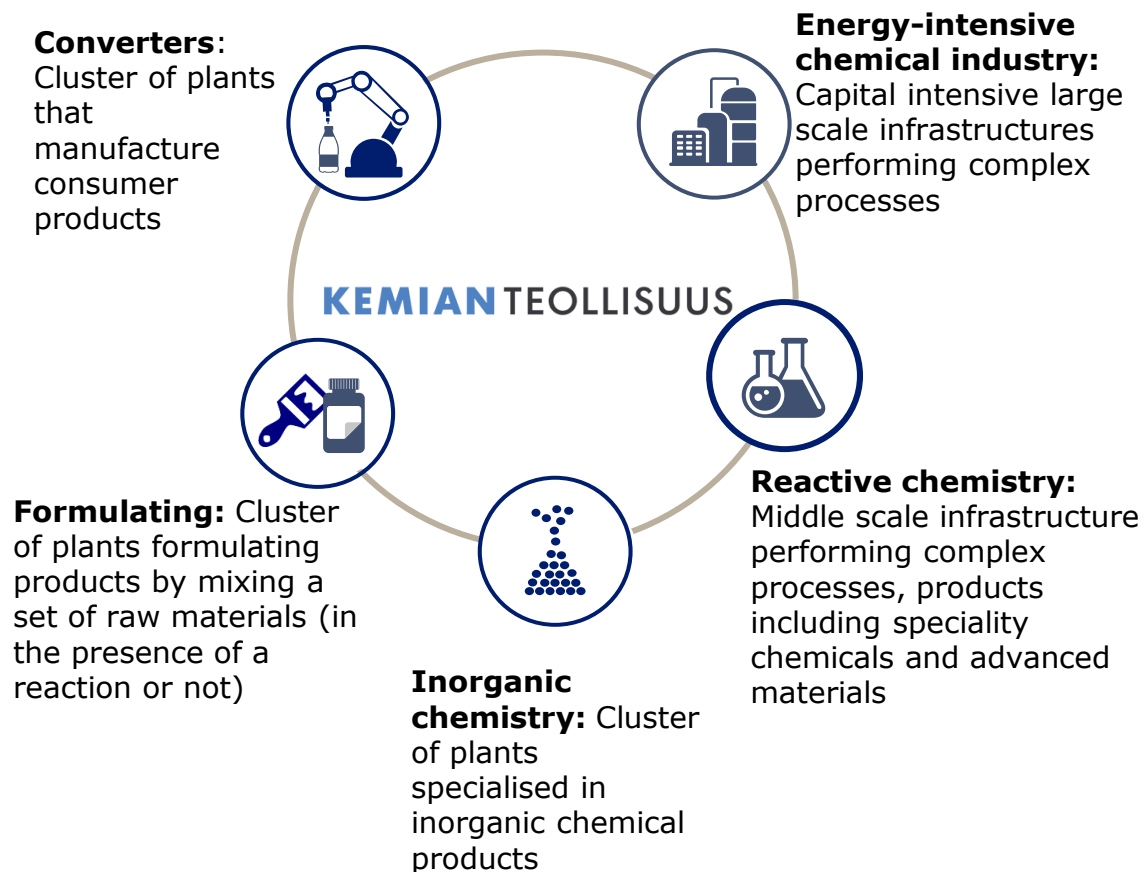 Converters:
Cluster of plants
that
manufacture
consumer
products
Energy-intensive
chemical industry:
Capital intensive large
scale infrastructures
performing complex
processes
KEMIAN TEOLLISUUS
Reactive chemistry:
Middle scale infrastructure
performing complex
processes, products
including speciality
chemicals and advanced
materials
Formulating: Cluster
of plants formulating
products by mixing a
set of raw materials (in
the presence of a
reaction or not)
Inorganic
chemistry: Cluster
of plants
specialised in
inorganic chemical
products